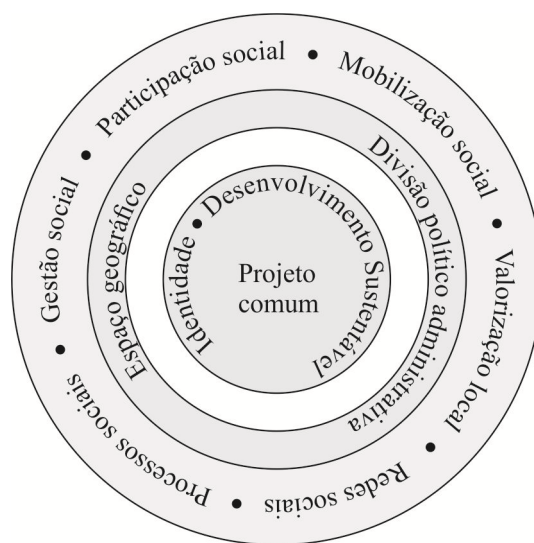 Participação social • Mobilização social • Valorização local • Redes sociais • Processos sociais • Gestão social •
Espaço geográfico
Divisão político administrativa
Identidade • Desenvolvimento Sustentável
Projeto
comum